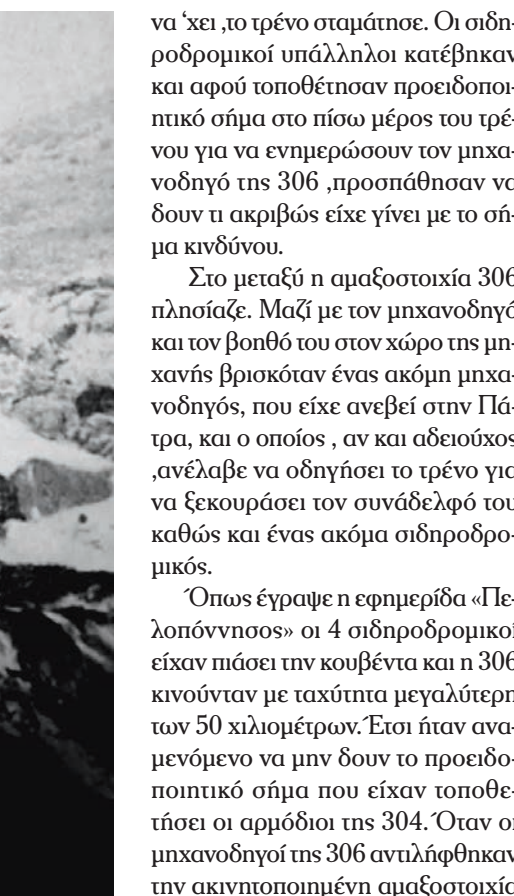 να ‘χει ,το τρένο σταμάτησε. Οι σιδη-
ροδρομικοί υπάλληλοι κατέβηκαν
και αφού τοποθέτησαν προειδοποι-
ητικό σήμα στο πίσω μέρος του τρέ-
νου για να ενημερώσουν τον μηχα-
νοδηγό της 306 ,προσπάθησαν να
δουν τι ακριβώς είχε γίνει με το σή-
μα κινδύνου.
Στο μεταξύ η αμαξοστοιχία 306
πλησίαζε. Μαζί με τον μηχανοδηγό
και τον βοηθό του στον χώρο της μη-
χανής βρισκόταν ένας ακόμη μηχα-
νοδηγός, που είχε ανεβεί στην Πά-
τρα, και ο οποίος , αν και αδειούχος
,ανέλαβε να οδηγήσει το τρένο για
να ξεκουράσει τον συνάδελφό του
καθώς και ένας ακόμα σιδηροδρο-
μικός.
Όπως έγραψε η εφημερίδα «Πε-
λοπόννησος» οι 4 σιδηροδρομικοί
είχαν πιάσει την κουβέντα και η 306
κινούνταν με ταχύτητα μεγαλύτερη
των 50 χιλιομέτρων.Έτσι ήταν ανα-
μενόμενο να μην δουν το προειδο-
ποιητικό σήμα που είχαν τοποθε-
τήσει οι αρμόδιοι της 304.Όταν οι
μηχανοδηγοί της 306 αντιλήφθηκαν
την ακινητοποιημένη αμαξοστοιχία